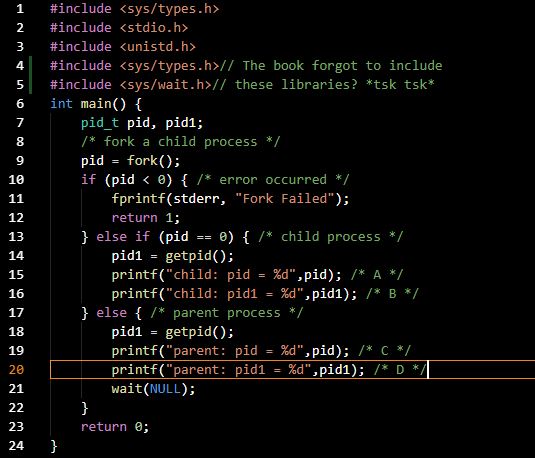 1 #include <sys/types.h>
2 #include <stdio.h>
3 #include <unistd.h>
4 #include <sys/types.h>// The book forgot to include
5 #include <sys/wait.h>// these libraries? *tsk tsk*
6 int main() {
7     pid_t pid, pid1;
8     /* fork a child process */
9     pid = fork();
10     if (pid < 0) { /* error occurred */
11         fprintf(stderr, "Fork Failed");
12         return 1;
13     } else if (pid == 0) { /* child process */
14         pid1 = getpid();
15         printf("child: pid = %d",pid); /* A */
16         printf("child: pid1 = %d",pid1); /* B */
17     } else { /* parent process */
18         pid1 = getpid();
19         printf("parent: pid = %d",pid); /* C */
20         printf("parent: pid1 = %d",pid1); /* D */
21         wait(NULL);
22     }
23     return 0;
24 }